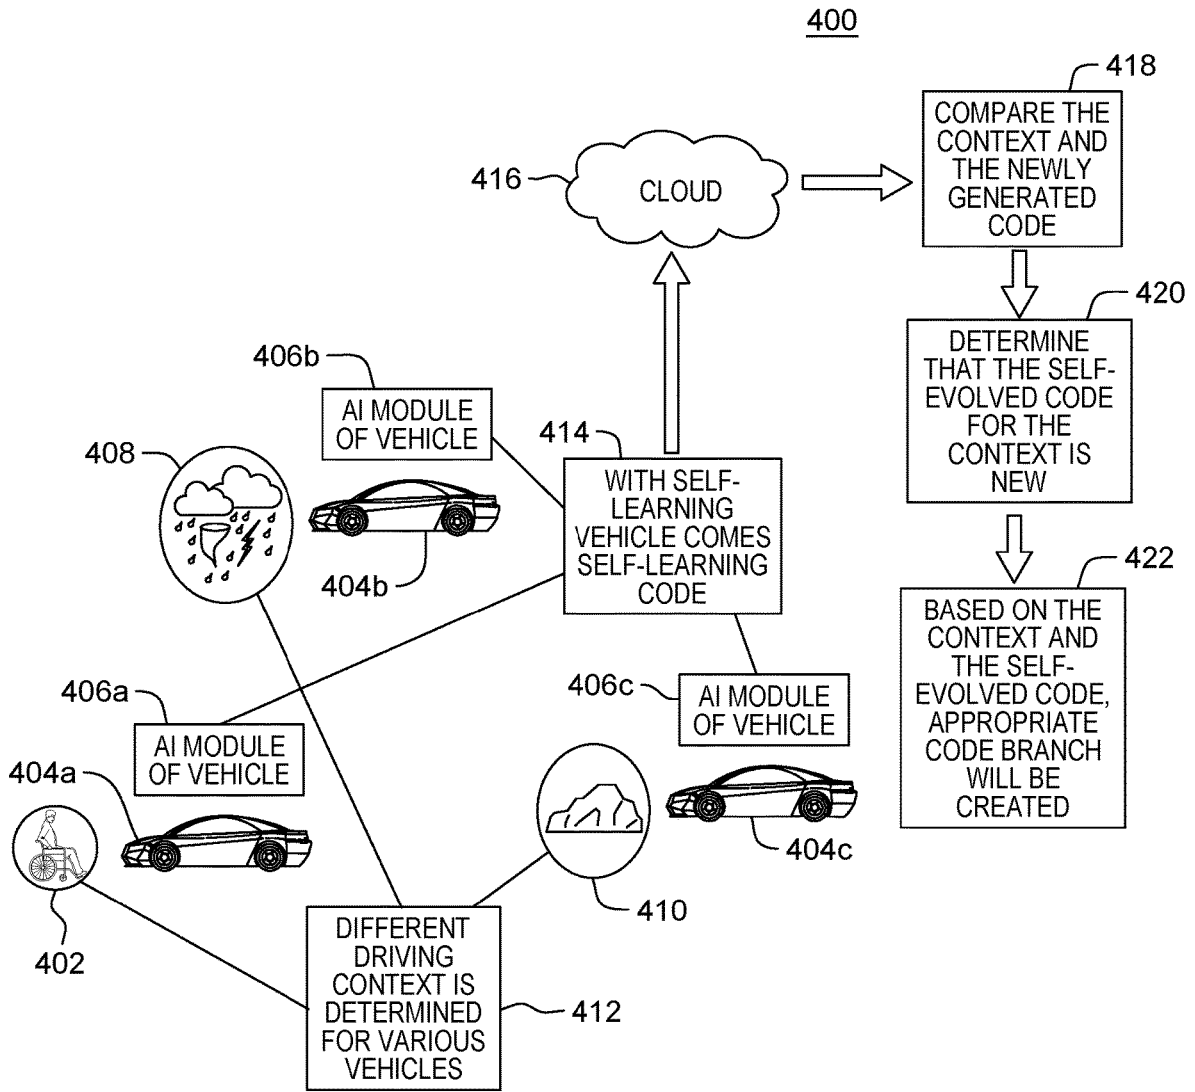 400
418
COMPARE THE
CONTEXT AND
THE NEWLY
GENERATED
CODE
416
CLOUD
420
DETERMINE
THAT THE SELF-
EVOLVED CODE
FOR THE
CONTEXT IS
NEW
406b
AI MODULE
OF VEHICLE
408
404b
414
WITH SELF-
LEARNING
VEHICLE COMES
SELF-LEARNING
CODE
422
BASED ON THE
CONTEXT AND
THE SELF-
EVOLVED CODE,
APPROPRIATE
CODE BRANCH
WILL BE
CREATED
406a
AI MODULE
OF VEHICLE
404a
402
406c
AI MODULE
OF VEHICLE
404c
410
DIFFERENT
DRIVING
CONTEXT IS
DETERMINED
FOR VARIOUS
VEHICLES
412